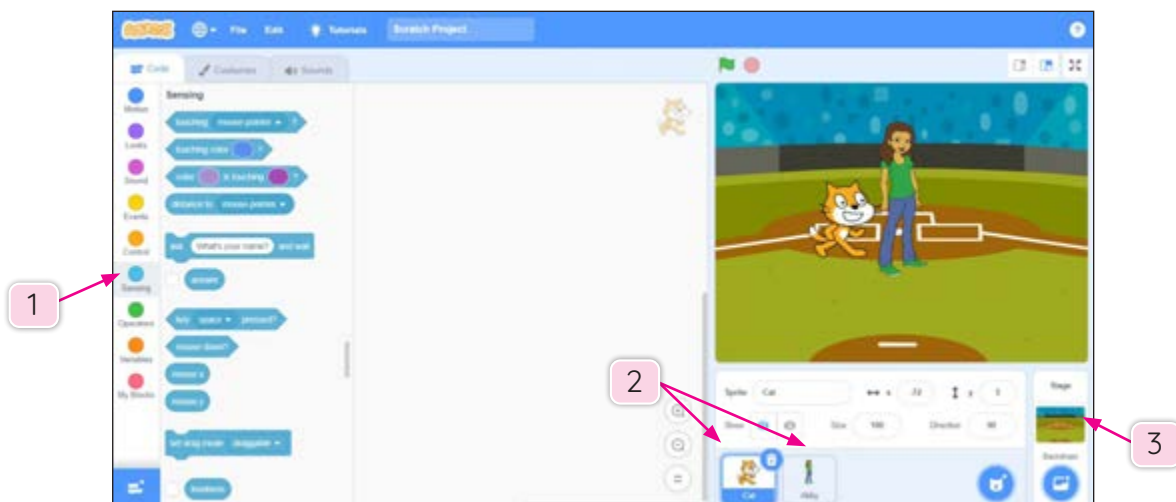 SCRATCH
File Edit Tutorials Scratch Project
Code Costumes Sounds
Motion
Looks
Sound
Events
Control
Sensing
Operators
Variables
My Blocks
Sensing
touching mouse-pointer ?
touching color ?
color is touching ?
distance to mouse-pointer
ask What's your name? and wait
answer
key space pressed?
mouse down?
mouse x
mouse y
set drag mode draggable
loudness
Sprite Cat x y
Show Size 100 Direction 90
Cat Abby
Stage
Backdrops
1
2
3